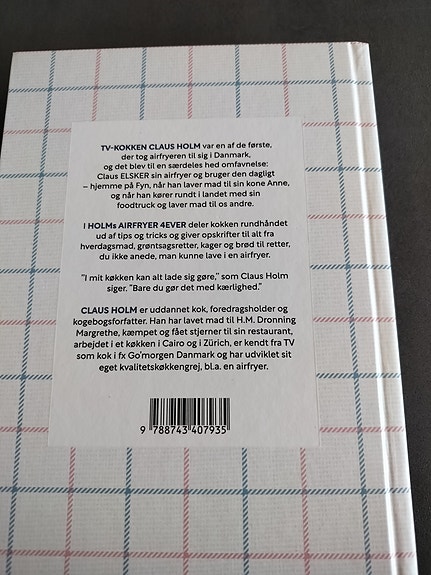 TV-KOKKEN CLAUS HOLM var en af de første,
der tog airfryeren til sig i Danmark,
og det blev til en særdeles hed omfavnelse:
Claus ELSKER sin airfryer og bruger den dagligt
– hjemme på Fyn, når han laver mad til sin kone Anne,
og når han kører rundt i landet med sin
foodtruck og laver mad til os andre.
I HOLMs AIRFRYER 4EVER deler kokken rundhåndet
ud af tips og tricks og giver opskrifter til alt fra
hverdagsmad, grøntsagsretter, kager og brød til retter,
du ikke anede, man kunne lave i en airfryer.
"I mit køkken kan alt lade sig gøre," som Claus Holm
siger. "Bare du gør det med kærlighed."
CLAUS HOLM er uddannet kok, foredragsholder og
kogebogsforfatter. Han har lavet mad til H.M. Dronning
Margrethe, kæmpet og fået stjerner til sin restaurant,
arbejdet i et køkken i Cairo og i Zürich, er kendt fra TV
som kok i fx Go'morgen Danmark og har udviklet sit
eget kvalitetskøkkengrej, bl.a. en airfryer.
9 788743 407935